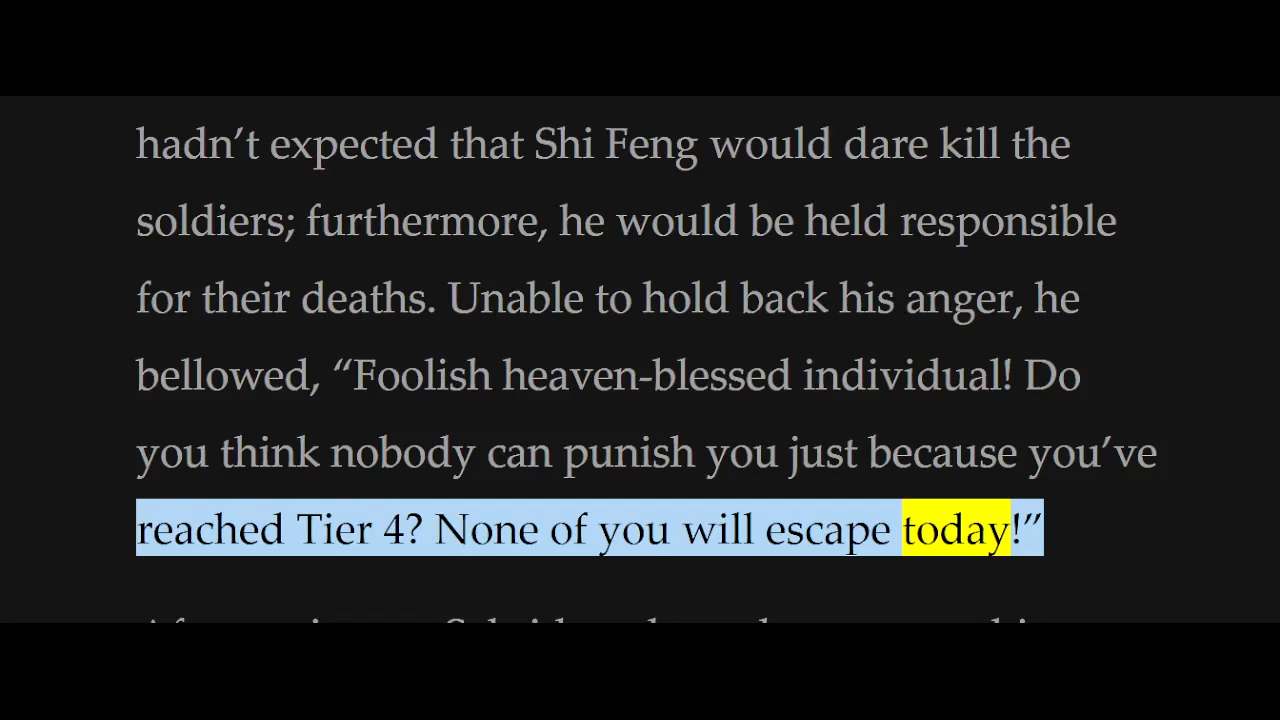 hadn’t expected that Shi Feng would dare kill the
soldiers; furthermore, he would be held responsible
for their deaths. Unable to hold back his anger, he
bellowed, “Foolish heaven-blessed individual! Do
you think nobody can punish you just because you’ve
reached Tier 4? None of you will escape today!”